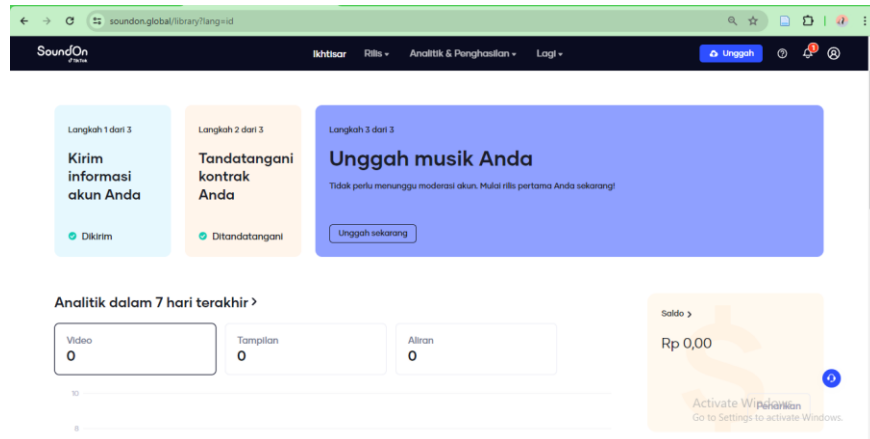 soundon.global/library?lang=id
SoundOn
TikTok
Ikhtisar Rilis Analitik & Penghasilan Lagi Unggah 1
Langkah 1 dari 3
Kirim
informasi
akun Anda
Dikirim
Langkah 2 dari 3
Tandatangani
kontrak
Anda
Ditandatangani
Langkah 3 dari 3
Unggah musik Anda
Tidak perlu menunggu moderasi akun. Mulai rilis pertama Anda sekarang!
Unggah sekarang
Analitik dalam 7 hari terakhir >
Video
0
Tampilan
0
Aliran
0
10
8
Saldo >
Rp 0,00
Penarikan
Activate Windows
Go to Settings to activate Windows.